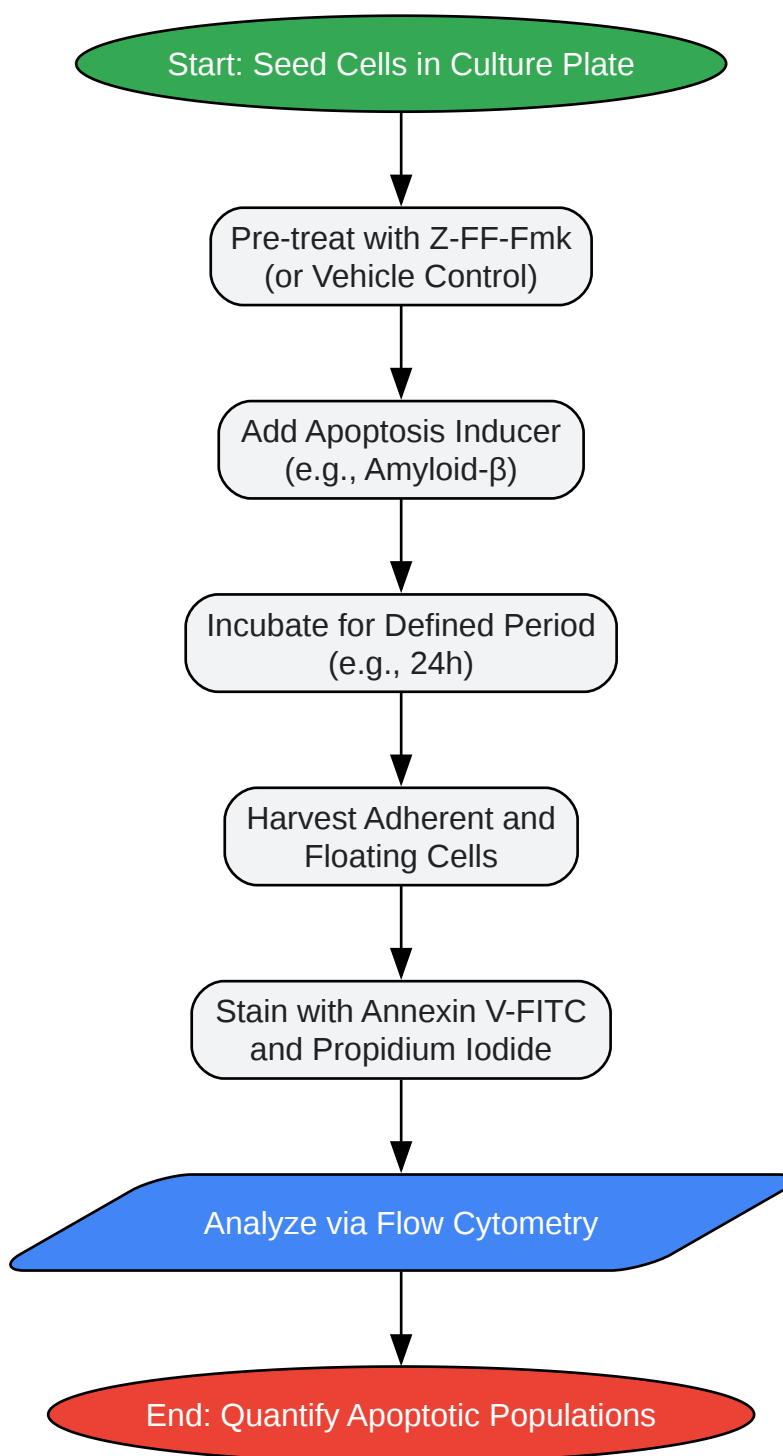 Start: Seed Cells in Culture Plate
Pre-treat with Z-FF-Fmk
(or Vehicle Control)
Add Apoptosis Inducer
(e.g., Amyloid-β)
Incubate for Defined Period
(e.g., 24h)
Harvest Adherent and
Floating Cells
Stain with Annexin V-FITC
and Propidium Iodide
Analyze via Flow Cytometry
End: Quantify Apoptotic Populations